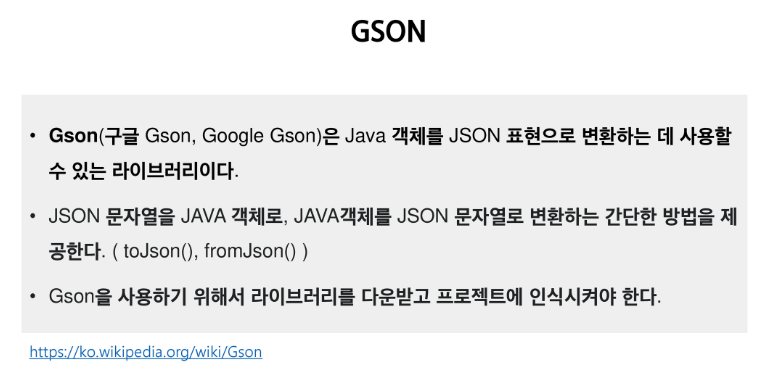 GSON
• Gson(구글 Gson, Google Gson)은 Java 객체를 JSON 표현으로 변환하는 데 사용할
수 있는 라이브러리이다.
• JSON 문자열을 JAVA 객체로, JAVA객체를 JSON 문자열로 변환하는 간단한 방법을 제
공한다. ( toJson(), fromJson() )
• Gson을 사용하기 위해서 라이브러리를 다운받고 프로젝트에 인식시켜야 한다.
https://ko.wikipedia.org/wiki/Gson